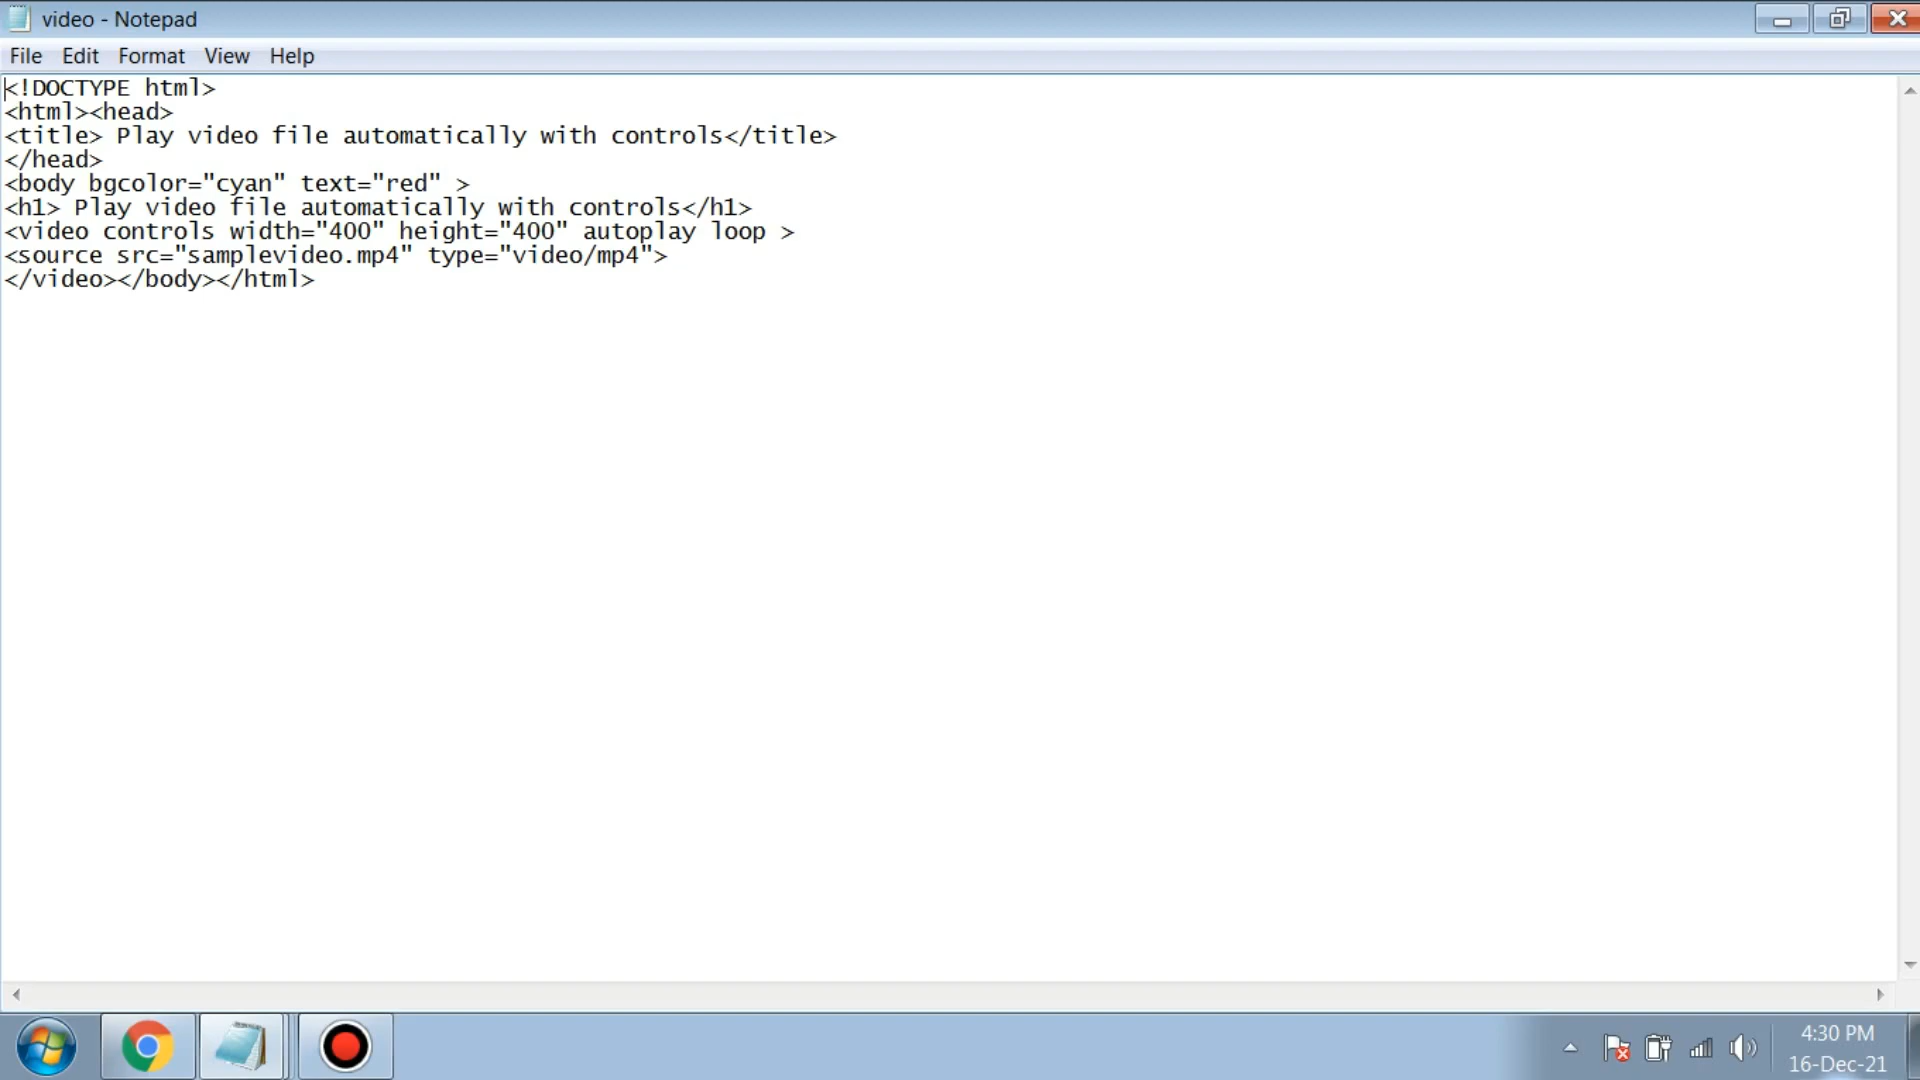 video - Notepad
File Edit Format View Help
<!DOCTYPE html>
<html><head>
<title> Play video file automatically with controls</title>
</head>
<body bgcolor="cyan" text="red" >
<h1> Play video file automatically with controls</h1>
<video controls width="400" height="400" autoplay loop >
<source src="samplevideo.mp4" type="video/mp4">
</video></body></html>
4:30 PM
16-Dec-21